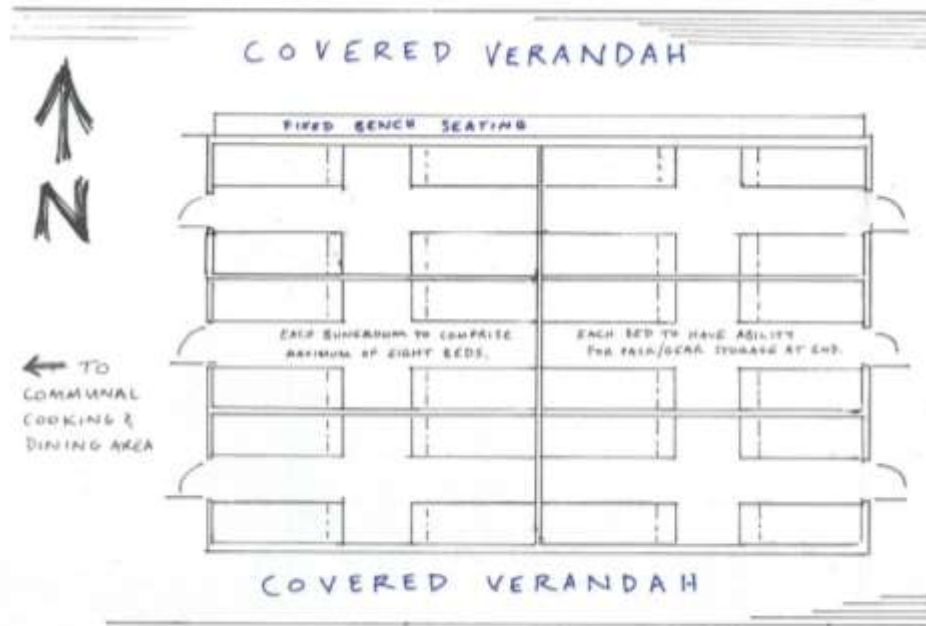 COVERED VERANDAH
N
FIXED BENCH SEATING
EACH BUNKROOM TO COMPRISE
MAXIMUM OF EIGHT BEDS.
EACH BED TO HAVE ABILITY
FOR PACK/GEAR STORAGE AT END.
← TO
COMMUNAL
COOKING &
DINING AREA
COVERED VERANDAH